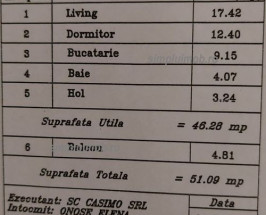 1 Living 17.42
2 Dormitor 12.40
3 Bucatarie 9.15
4 Baie 4.07
5 Hol 3.24
Suprafata Utila = 46.28 mp
6 Balcon 4.81
Suprafata Totala = 51.09 mp
Executant: SC CASIMO SRL Data
Intocmit: ONOSE ELENA